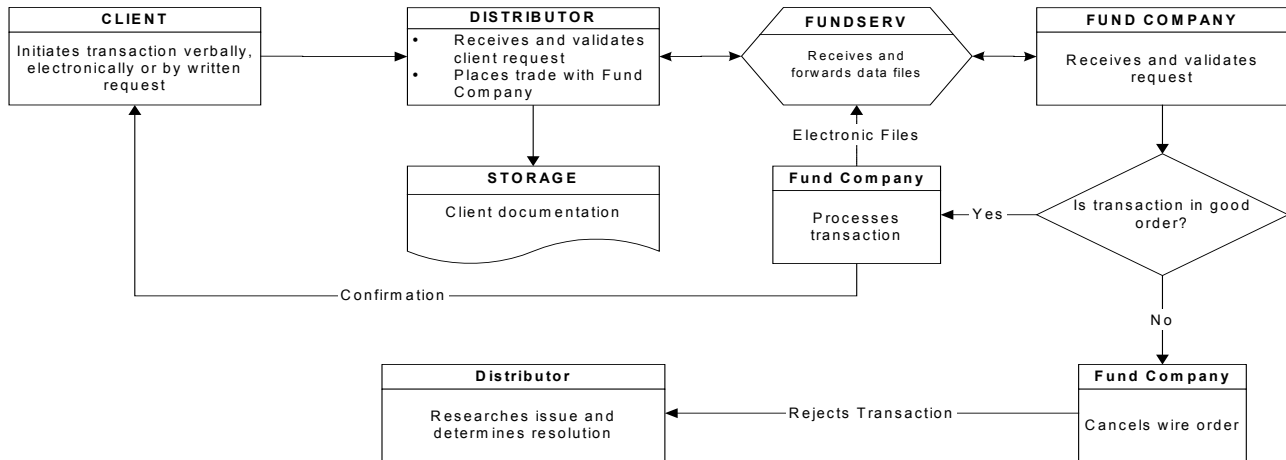 CLIENT
Initiates transaction verbally,
electronically or by written
request
DISTRIBUTOR
• Receives and validates
client request
• Places trade with Fund
Company
FUNDSERV
Receives and
forwards data files
FUND COMPANY
Receives and validates
request
Electronic Files
STORAGE
Client documentation
Fund Company
Processes
transaction
Yes
Is transaction in good
order?
Confirmation
No
Distributor
Researches issue and
determines resolution
Rejects Transaction
Fund Company
Cancels wire order